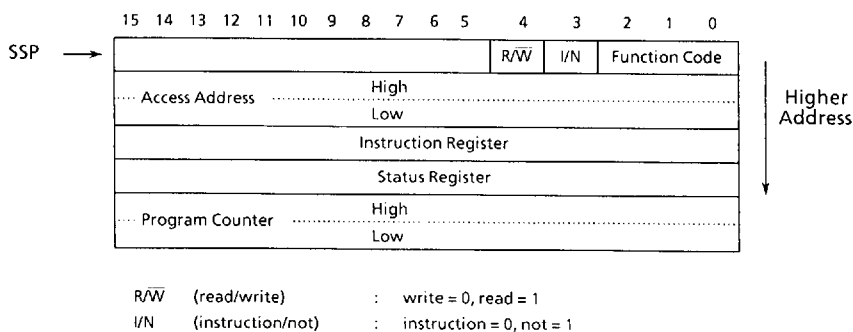 15 14 13 12 11 10 9 8 7 6 5 4 3 2 1 0
SSP R/W̅ I/N Function Code
Access Address High
Low
Instruction Register
Status Register
Program Counter High
Low
Higher
Address
R/W̅ (read/write) : write = 0, read = 1
I/N (instruction/not) : instruction = 0, not = 1